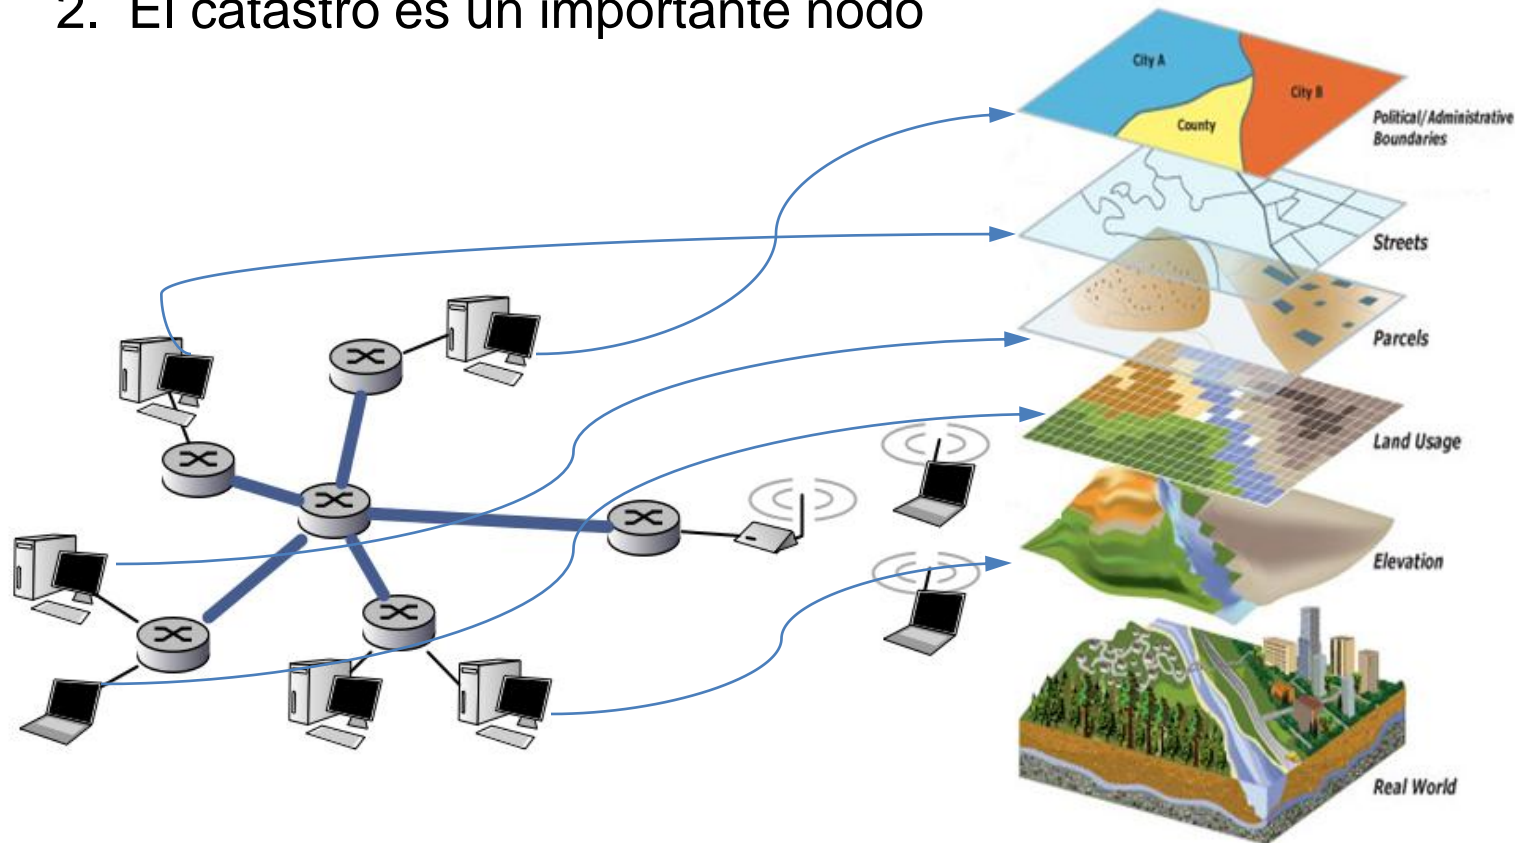 2. El catastro es un importante nodo
City A
City B
County
Political/Administrative
Boundaries
Streets
Parcels
Land Usage
Elevation
Real World